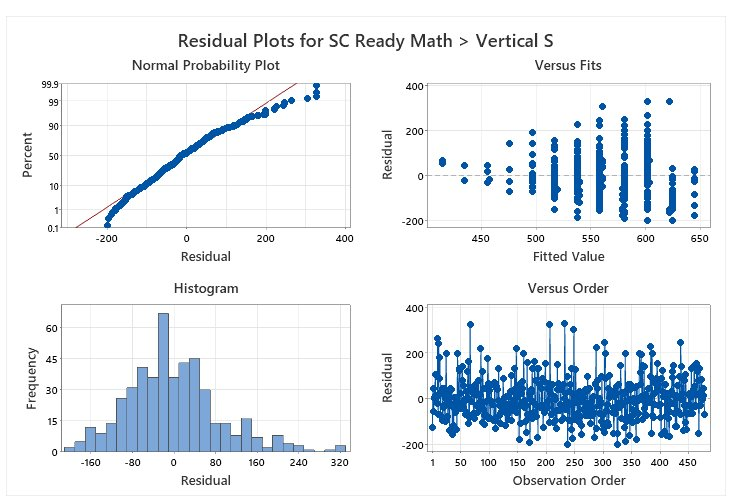 Residual Plots for SC Ready Math > Vertical S
Normal Probability Plot
99.9
99
90
50
10
1
0.1
Percent
-200 0 200 400
Residual
Versus Fits
400
200
0
-200
Residual
450 500 550 600 650
Fitted Value
Histogram
60
45
30
15
0
Frequency
-160 -80 0 80 160 240 320
Residual
Versus Order
400
200
0
-200
Residual
1 50 100 150 200 250 300 350 400 450
Observation Order